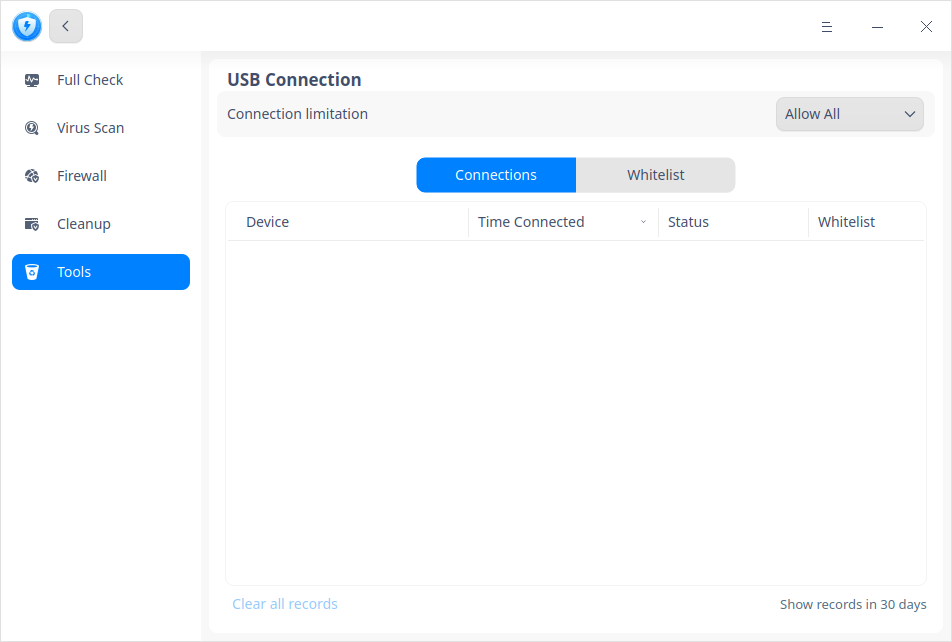 Full Check
Virus Scan
Firewall
Cleanup
Tools
USB Connection
Connection limitation
Allow All
Connections
Whitelist
Device
Time Connected
Status
Whitelist
Clear all records
Show records in 30 days